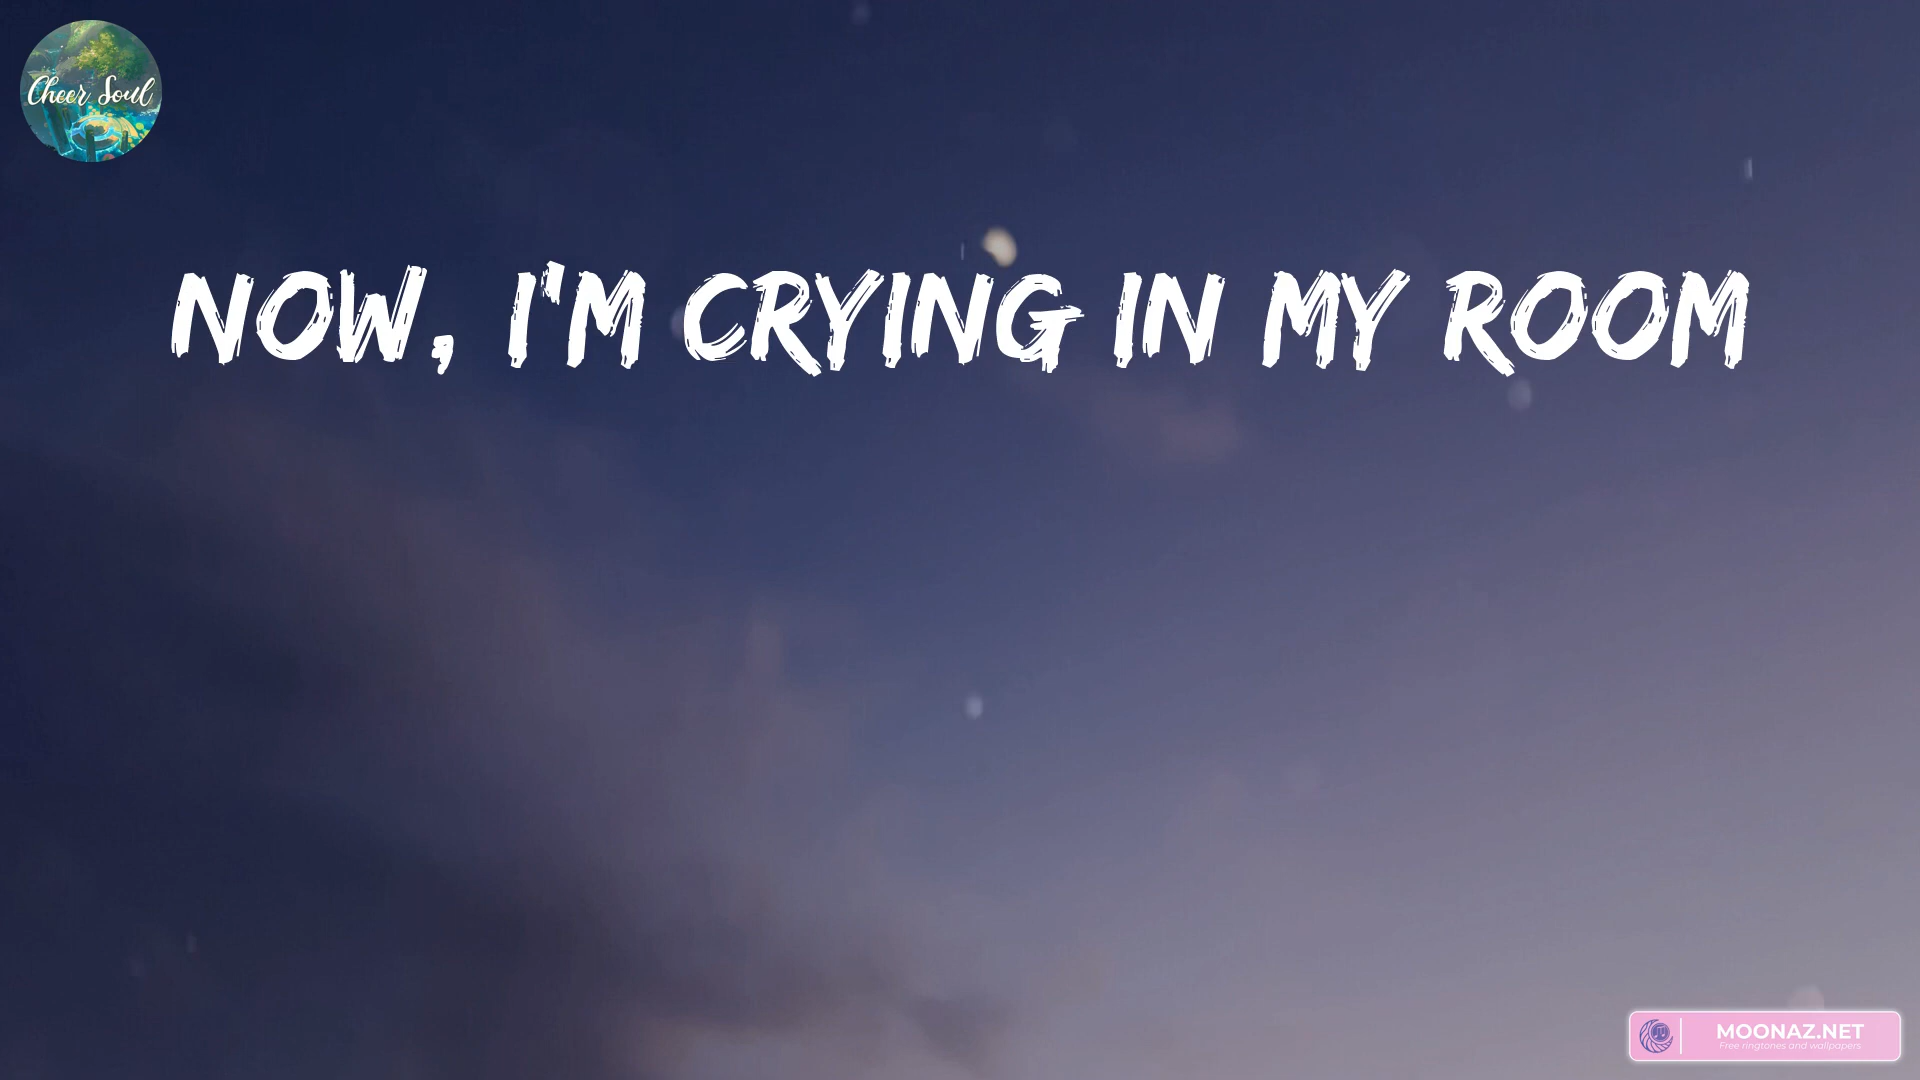 Cheer Soul
NOW, I'M CRYING IN MY ROOM
MOONAZ.NET
Free ringtones and wallpapers